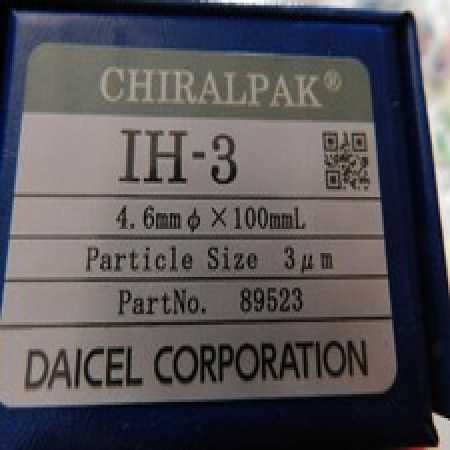 CHIRALPAK®
IH-3
4.6mmφ×100mmL
Particle Size 3μm
PartNo. 89523
DAICEL CORPORATION